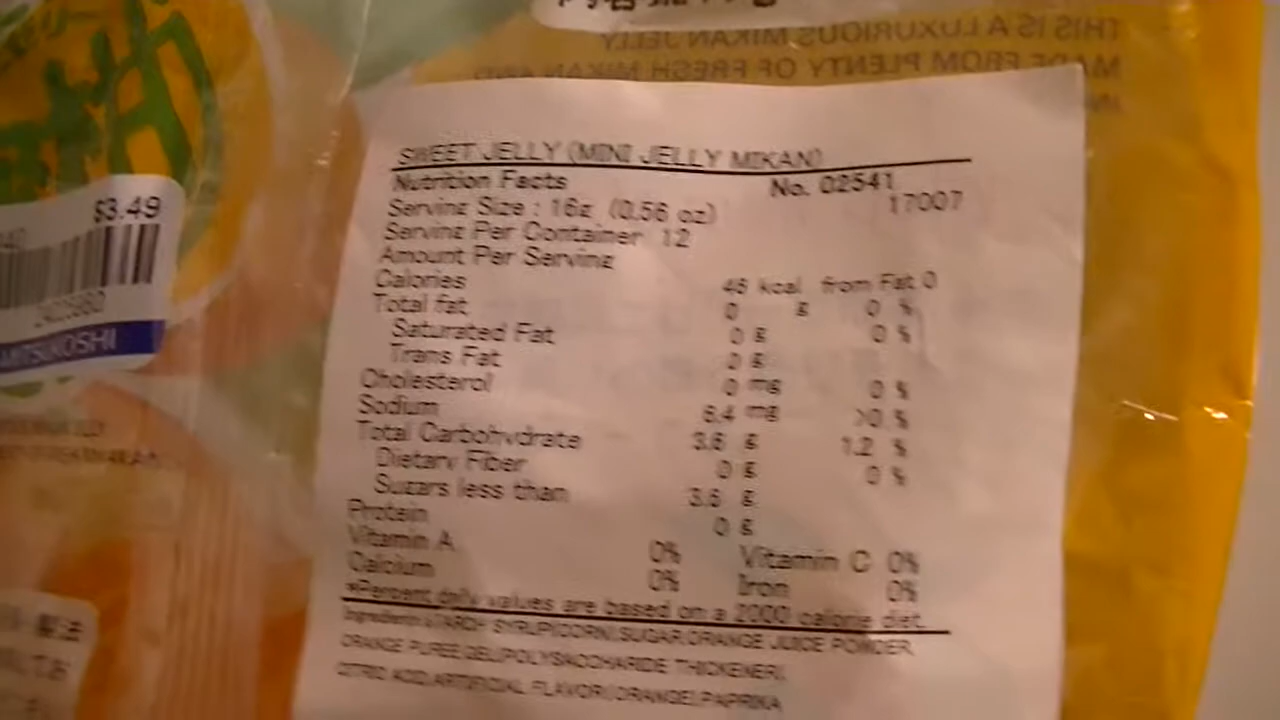 THIS IS A LUXURIOUS MIKAN JELLY
MADE FROM PLENTY OF FRESH MIKAN AND
$3.49
MITSUKOSHI
SWEET JELLY (MINI JELLY MIKAN)
Nutrition Facts No. 02541
17007
Serving Size : 16g (0.56 oz)
Serving Per Container 12
Amount Per Serving
Calories 48 kcal from Fat 0
Total fat 0 g 0 %
Saturated Fat 0 g 0 %
Trans Fat 0 g
Cholesterol 0 mg 0 %
Sodium 6.4 mg >0 %
Total Carbohydrate 3.6 g 1.2 %
Dietary Fiber 0 g 0 %
Sugars less than 3.6 g
Protein 0 g
Vitamin A 0% Vitamin C 0%
Calcium 0% Iron 0%
*Percent daily values are based on a 2000 calorie diet.
Ingredients:STARCH SYRUP(CORN),SUGAR,ORANGE JUICE POWDER,
ORANGE PUREE,GEL(POLYSACCHARIDE THICKENER),
CITRIC ACID,ARTIFICIAL FLAVOR(ORANGE),PAPRIKA
製法